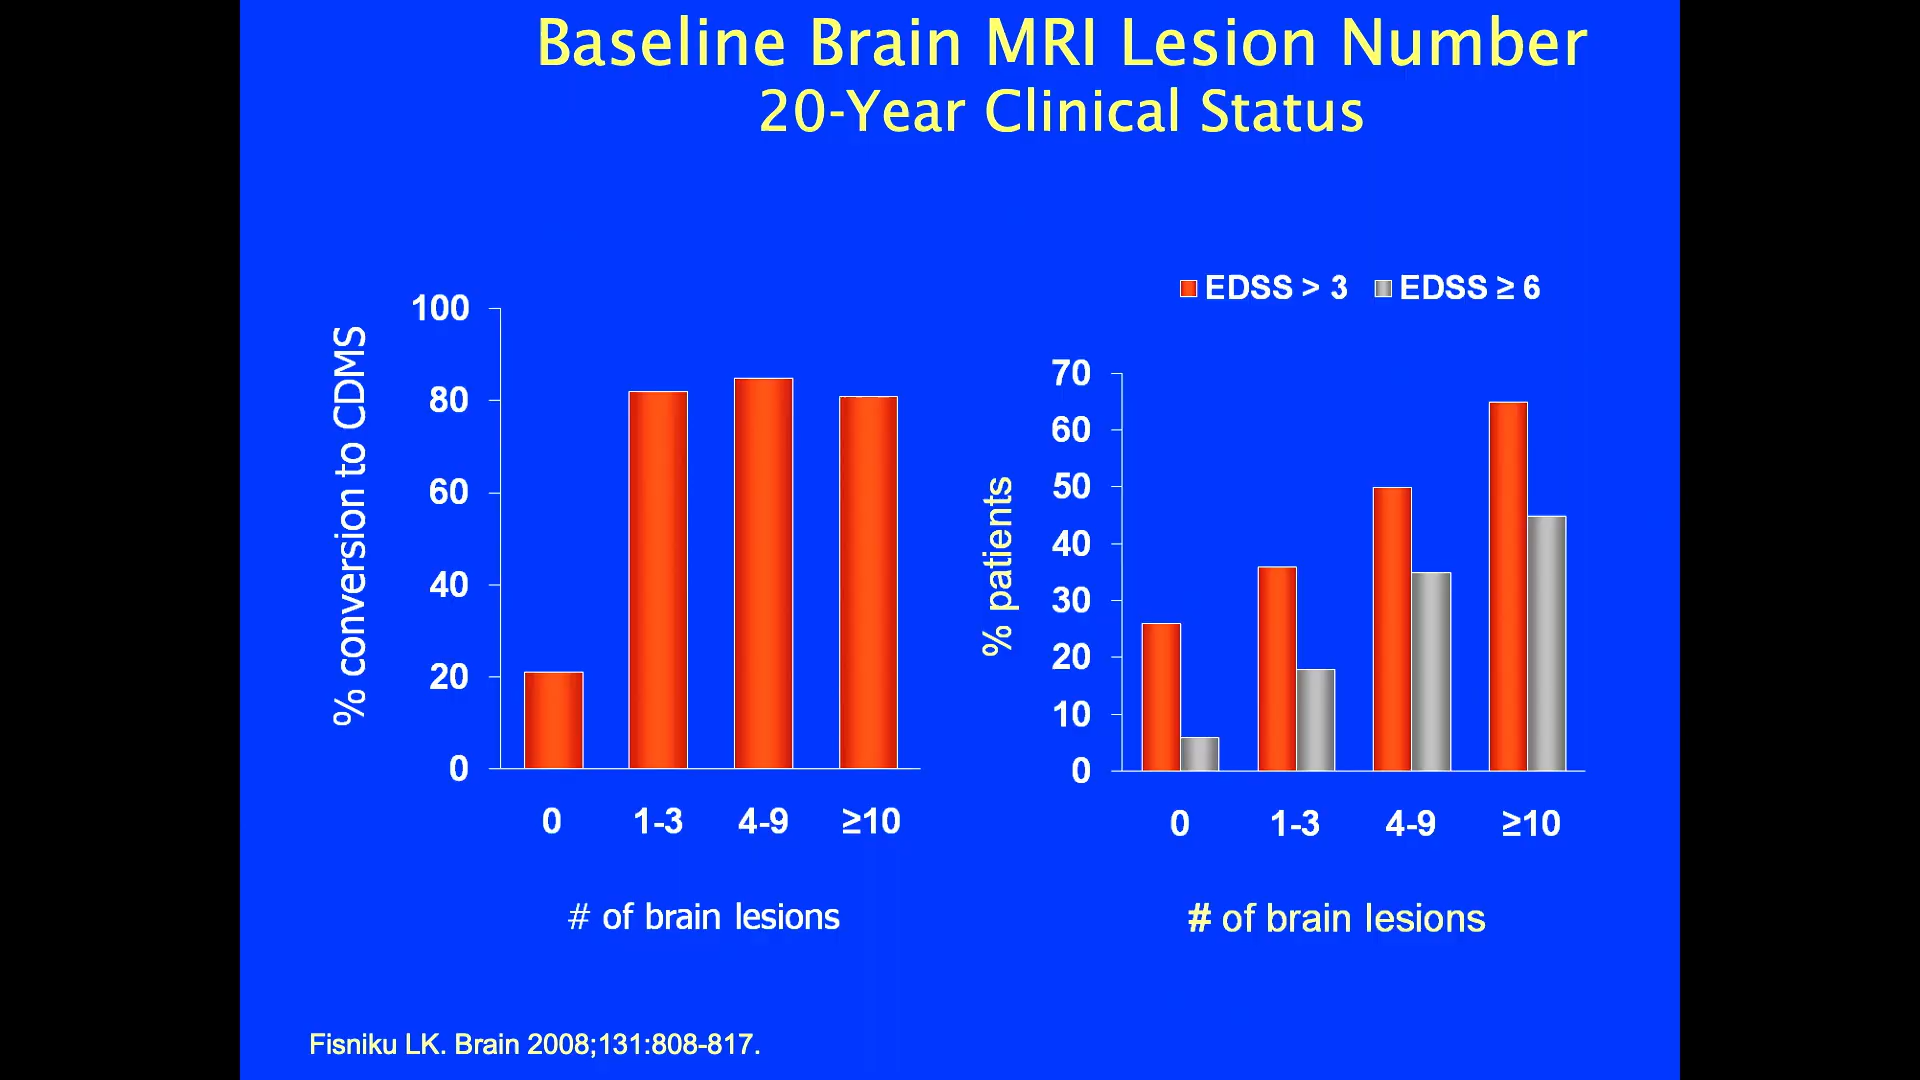 Baseline Brain MRI Lesion Number
20-Year Clinical Status
% conversion to CDMS
100
80
60
40
20
0
0 1-3 4-9 ≥10
# of brain lesions
EDSS > 3 EDSS ≥ 6
% patients
70
60
50
40
30
20
10
0
0 1-3 4-9 ≥10
# of brain lesions
Fisniku LK. Brain 2008;131:808-817.